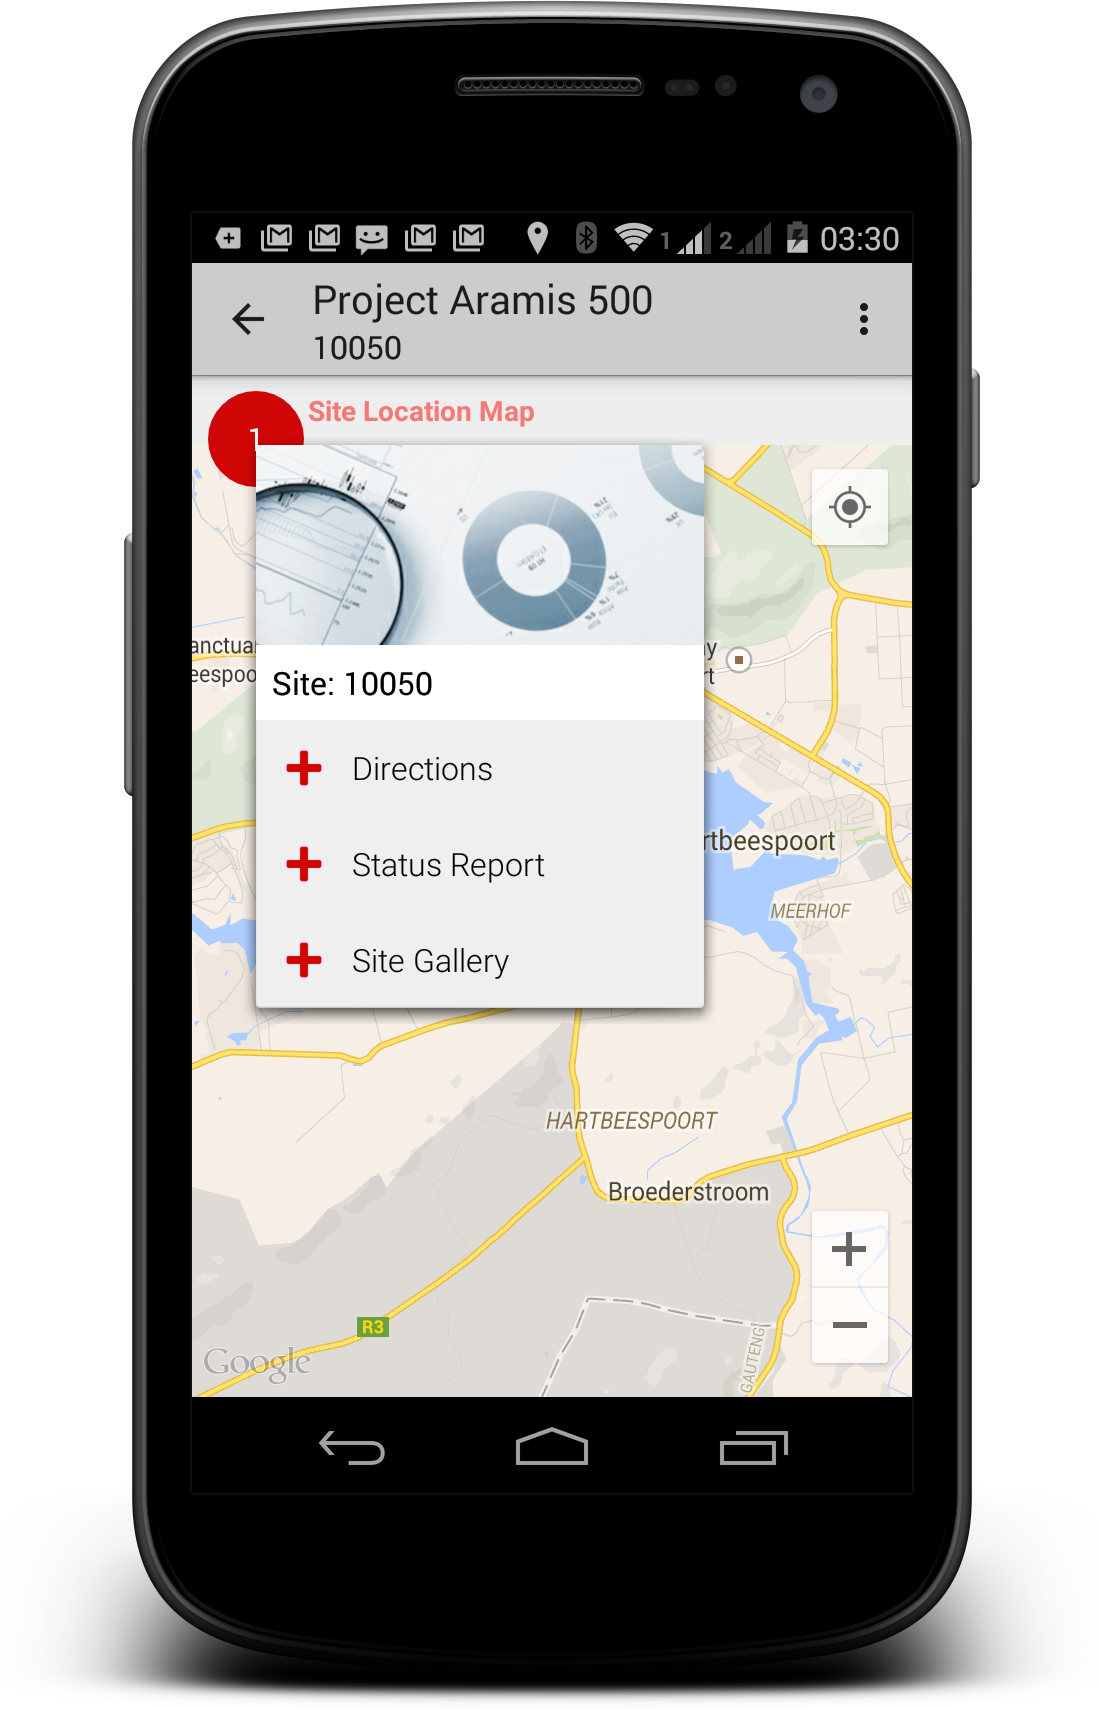 1 2 03:30
Project Aramis 500
10050
1
Site Location Map
Site: 10050
Directions
Status Report
Site Gallery
anctua
eespoo
y
rt
rtbeespoort
MEERHOF
HARTBEESPOORT
Broederstroom
R3
GAUTENG
Google